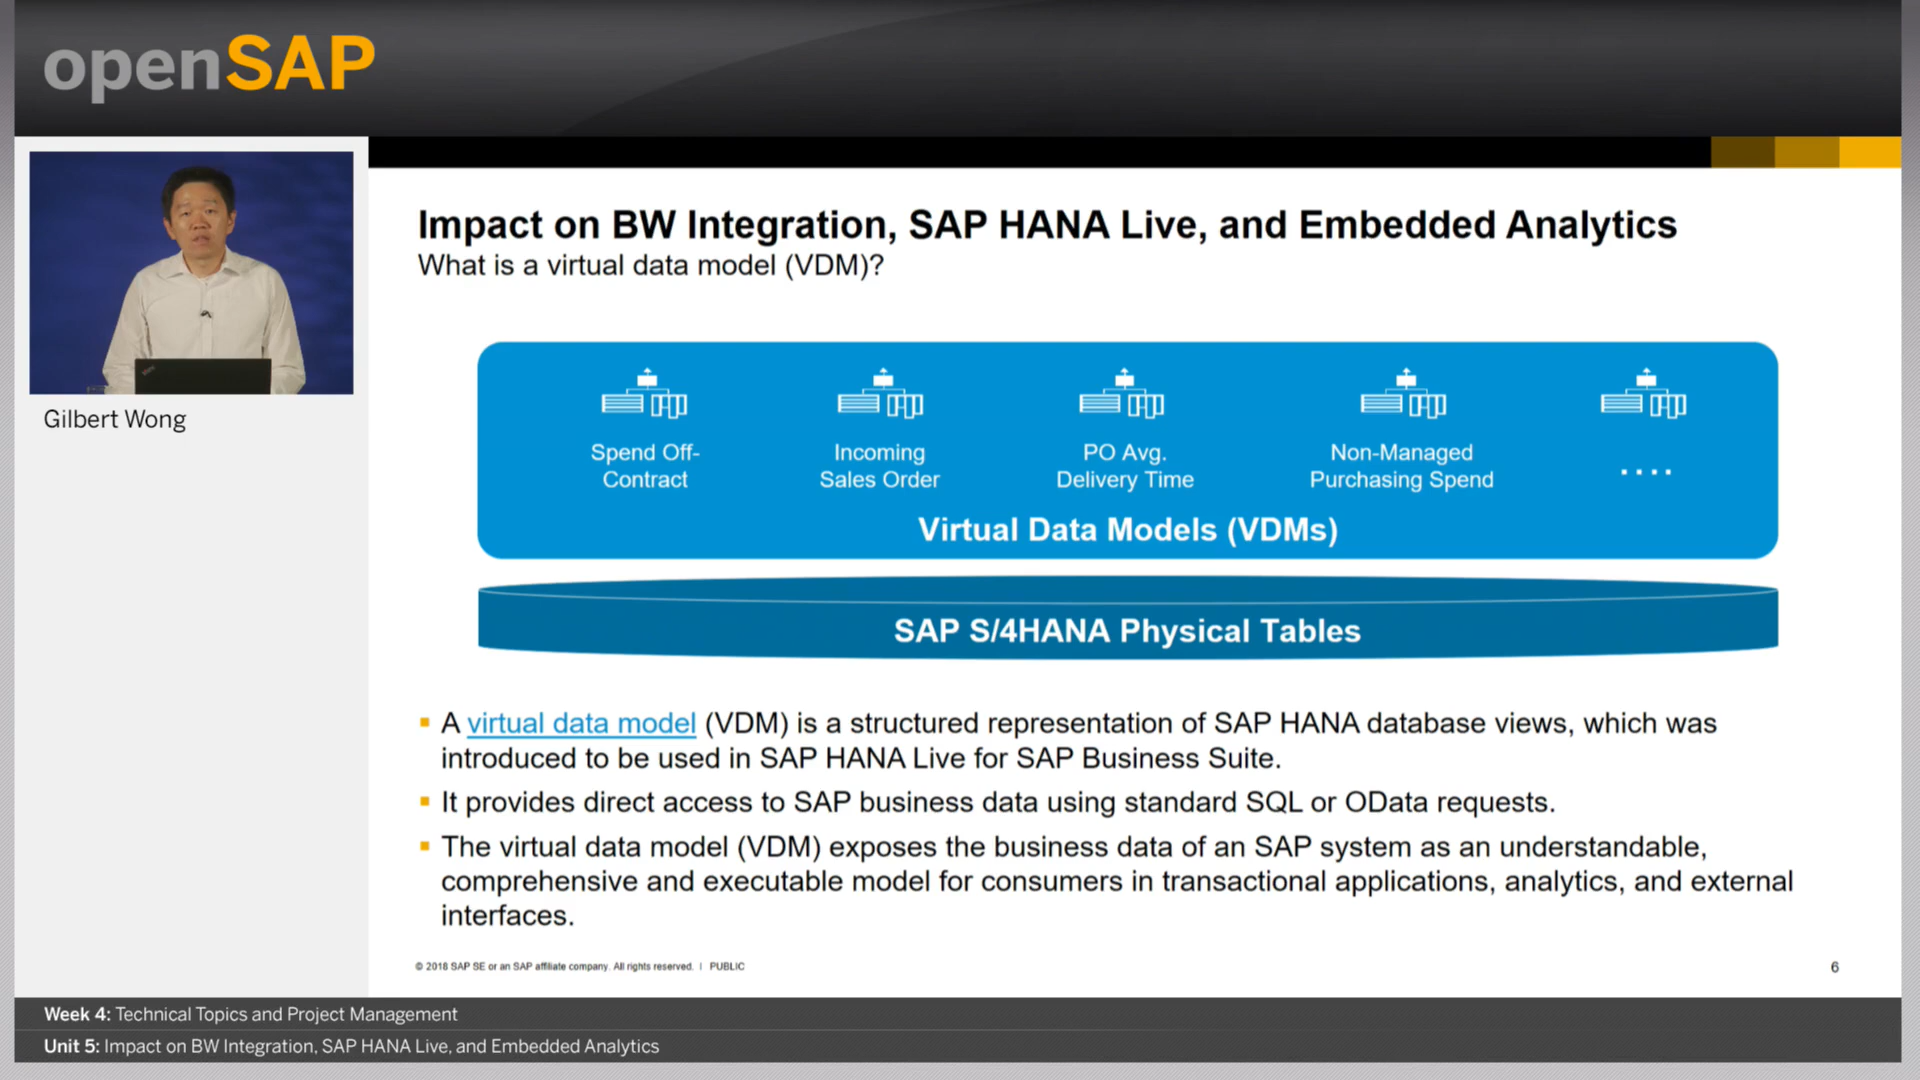 openSAP
Gilbert Wong
Impact on BW Integration, SAP HANA Live, and Embedded Analytics
What is a virtual data model (VDM)?
Spend Off-
Contract
Incoming
Sales Order
PO Avg.
Delivery Time
Non-Managed
Purchasing Spend
....
Virtual Data Models (VDMs)
SAP S/4HANA Physical Tables
A virtual data model (VDM) is a structured representation of SAP HANA database views, which was
introduced to be used in SAP HANA Live for SAP Business Suite.
It provides direct access to SAP business data using standard SQL or OData requests.
The virtual data model (VDM) exposes the business data of an SAP system as an understandable,
comprehensive and executable model for consumers in transactional applications, analytics, and external
interfaces.
© 2018 SAP SE or an SAP affiliate company. All rights reserved. | PUBLIC
6
Week 4: Technical Topics and Project Management
Unit 5: Impact on BW Integration, SAP HANA Live, and Embedded Analytics